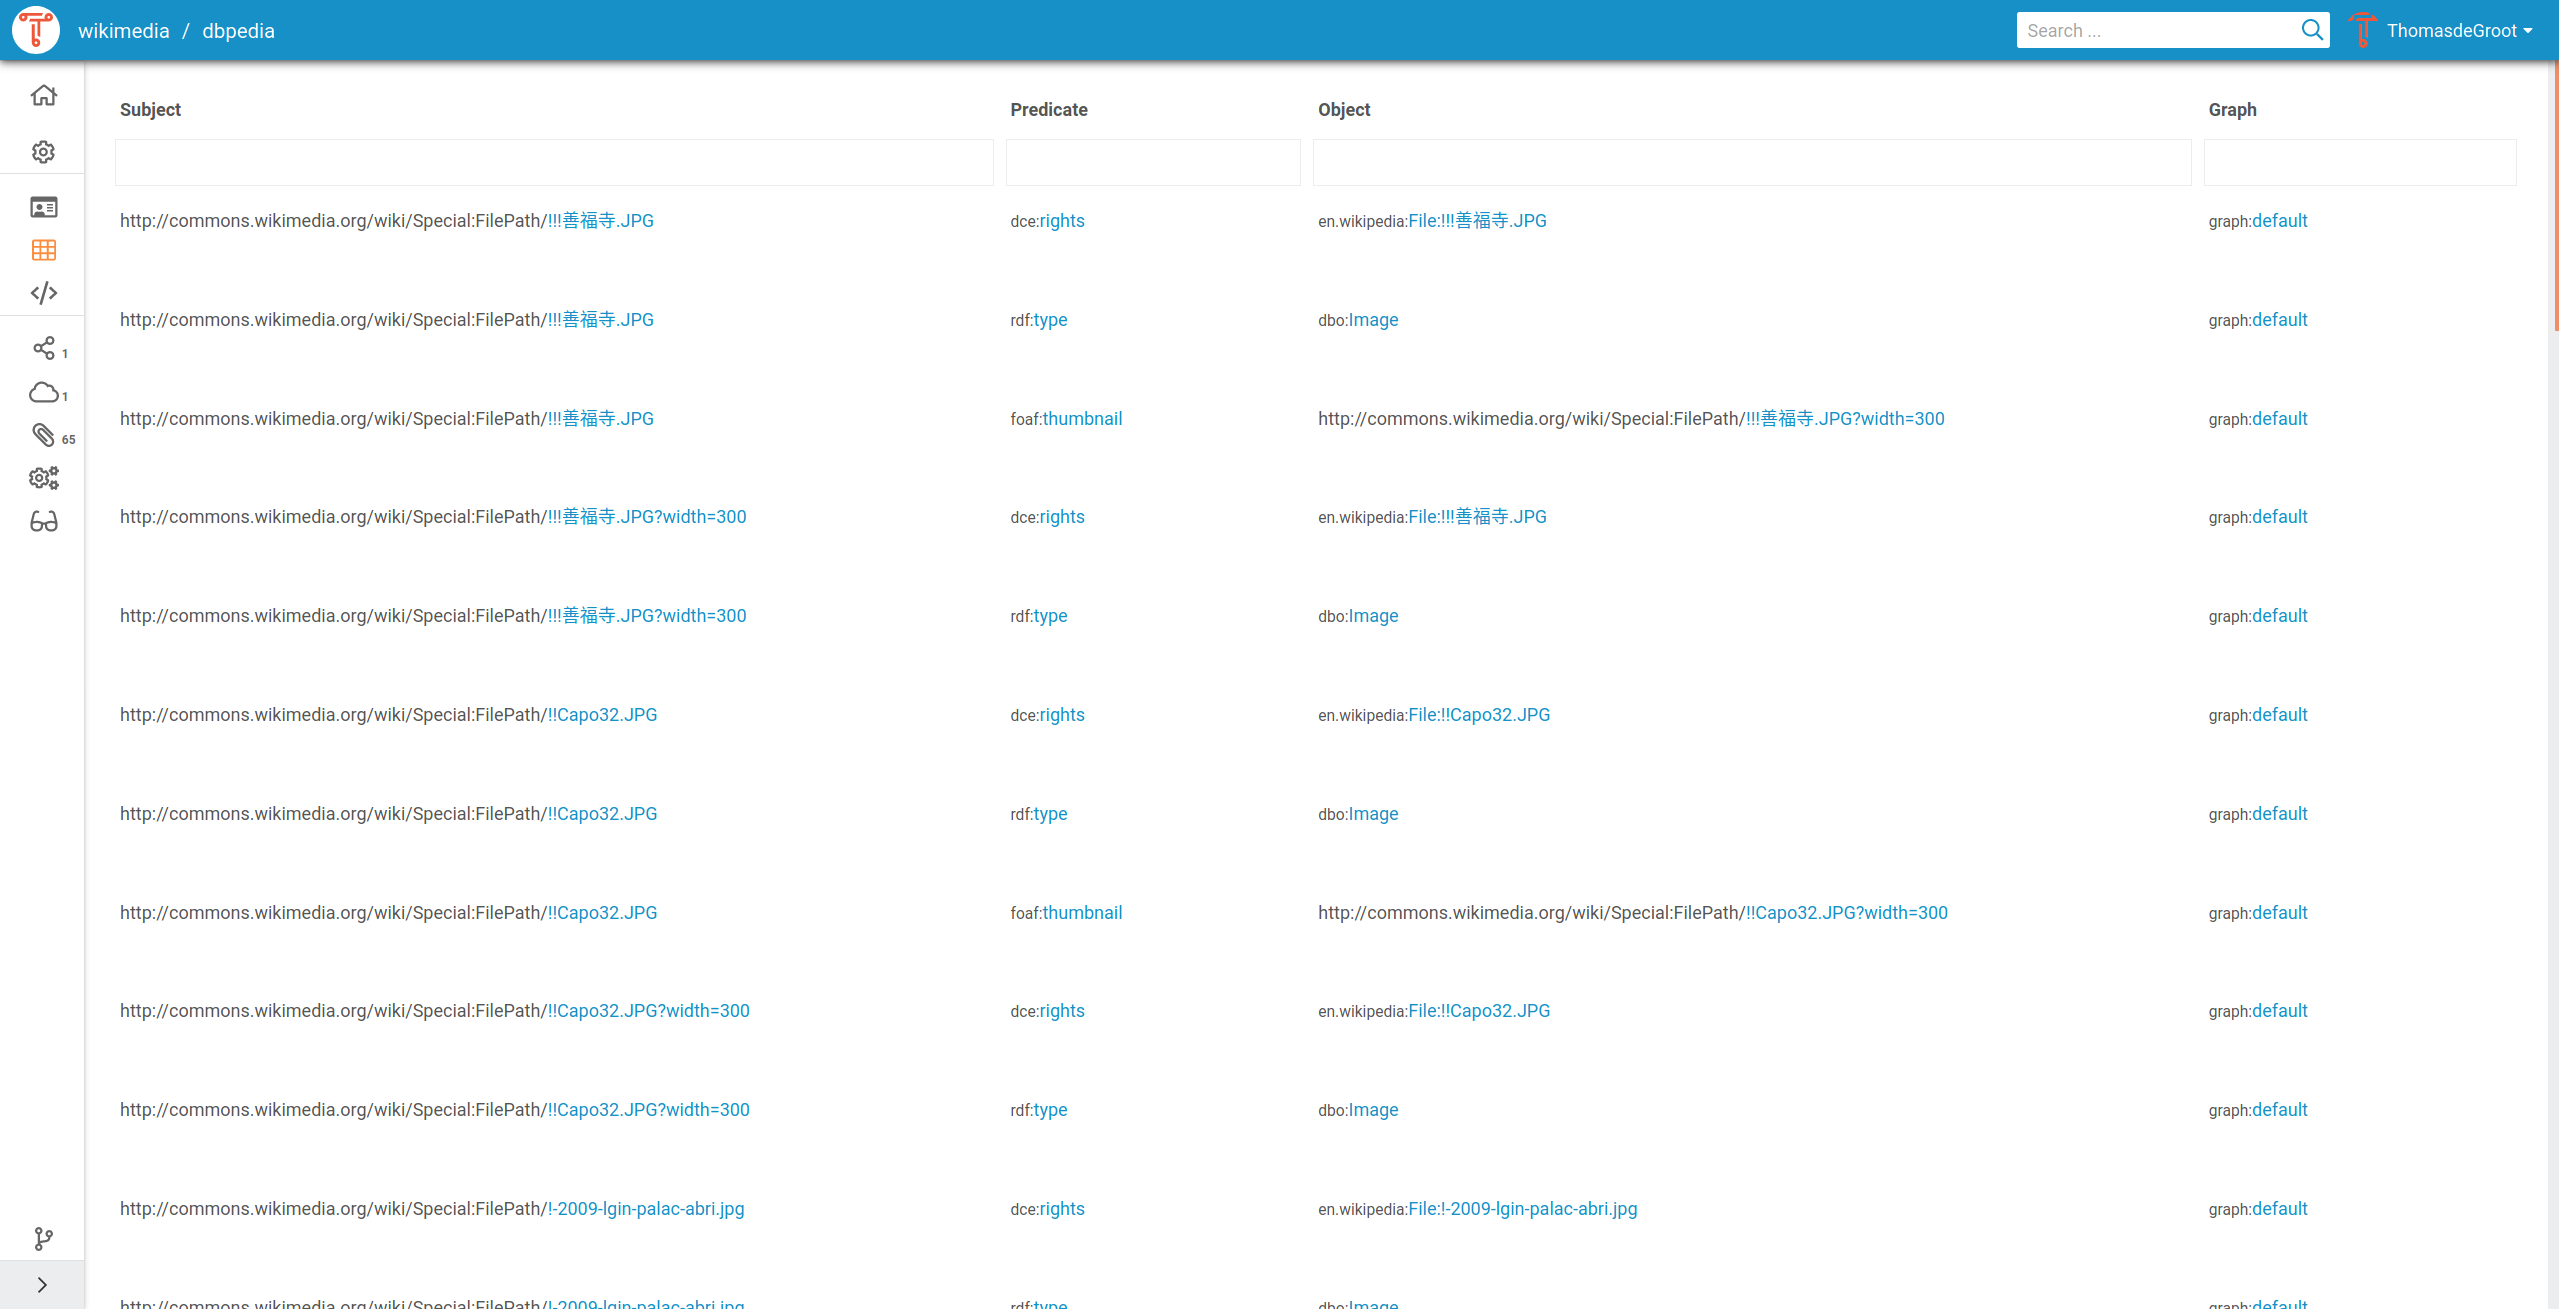 wikimedia / dbpedia
Search ...
ThomasdeGroot
Subject Predicate Object Graph
http://commons.wikimedia.org/wiki/Special:FilePath/!!!善福寺.JPG dce:rights en.wikipedia:File:!!!善福寺.JPG graph:default
http://commons.wikimedia.org/wiki/Special:FilePath/!!!善福寺.JPG rdf:type dbo:Image graph:default
http://commons.wikimedia.org/wiki/Special:FilePath/!!!善福寺.JPG foaf:thumbnail http://commons.wikimedia.org/wiki/Special:FilePath/!!!善福寺.JPG?width=300 graph:default
http://commons.wikimedia.org/wiki/Special:FilePath/!!!善福寺.JPG?width=300 dce:rights en.wikipedia:File:!!!善福寺.JPG graph:default
http://commons.wikimedia.org/wiki/Special:FilePath/!!!善福寺.JPG?width=300 rdf:type dbo:Image graph:default
http://commons.wikimedia.org/wiki/Special:FilePath/!!Capo32.JPG dce:rights en.wikipedia:File:!!Capo32.JPG graph:default
http://commons.wikimedia.org/wiki/Special:FilePath/!!Capo32.JPG rdf:type dbo:Image graph:default
http://commons.wikimedia.org/wiki/Special:FilePath/!!Capo32.JPG foaf:thumbnail http://commons.wikimedia.org/wiki/Special:FilePath/!!Capo32.JPG?width=300 graph:default
http://commons.wikimedia.org/wiki/Special:FilePath/!!Capo32.JPG?width=300 dce:rights en.wikipedia:File:!!Capo32.JPG graph:default
http://commons.wikimedia.org/wiki/Special:FilePath/!!Capo32.JPG?width=300 rdf:type dbo:Image graph:default
http://commons.wikimedia.org/wiki/Special:FilePath/!-2009-lgin-palac-abri.jpg dce:rights en.wikipedia:File:!-2009-lgin-palac-abri.jpg graph:default
http://commons.wikimedia.org/wiki/Special:FilePath/!-2009-lgin-palac-abri.jpg rdf:type dbo:Image graph:default
1
1
65